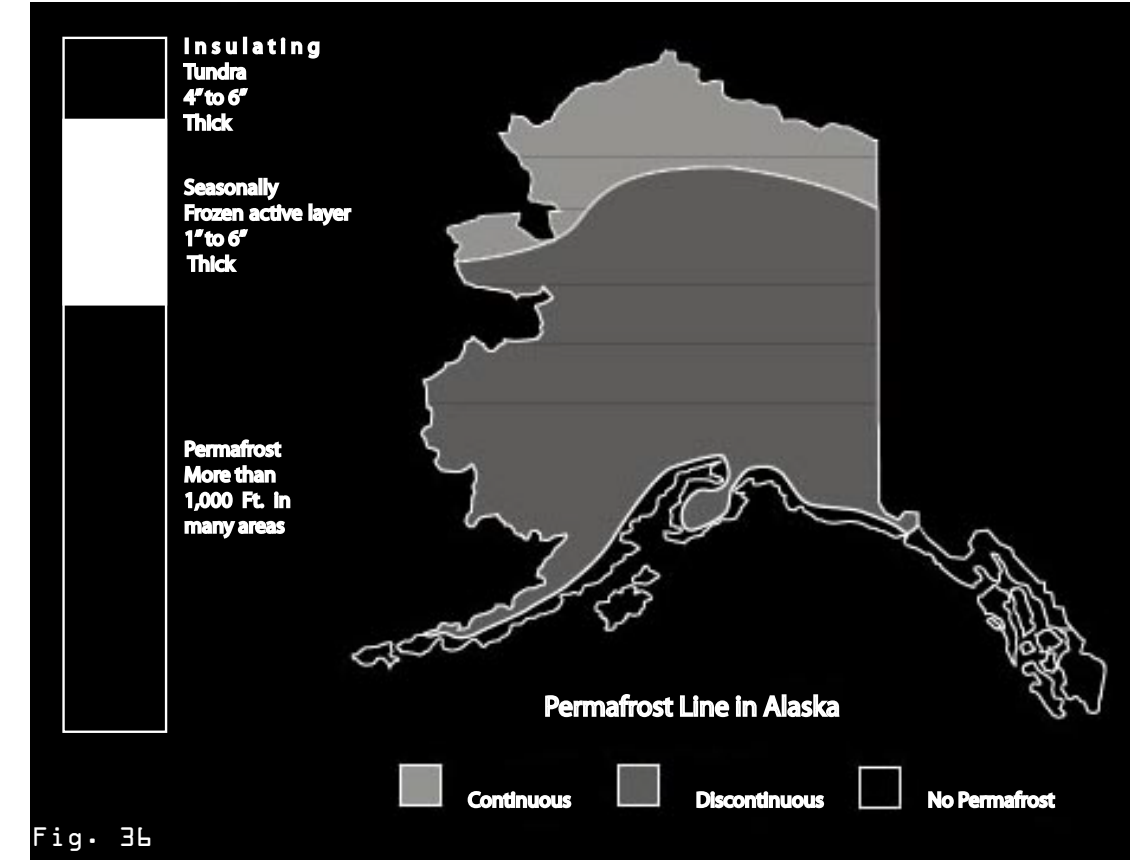 Insulating
Tundra
4" to 6"
Thick
Seasonally
Frozen active layer
1" to 6"
Thick
Permafrost
More than
1,000 Ft. in
many areas
Permafrost Line in Alaska
Continuous Discontinuous No Permafrost
Fig. 36